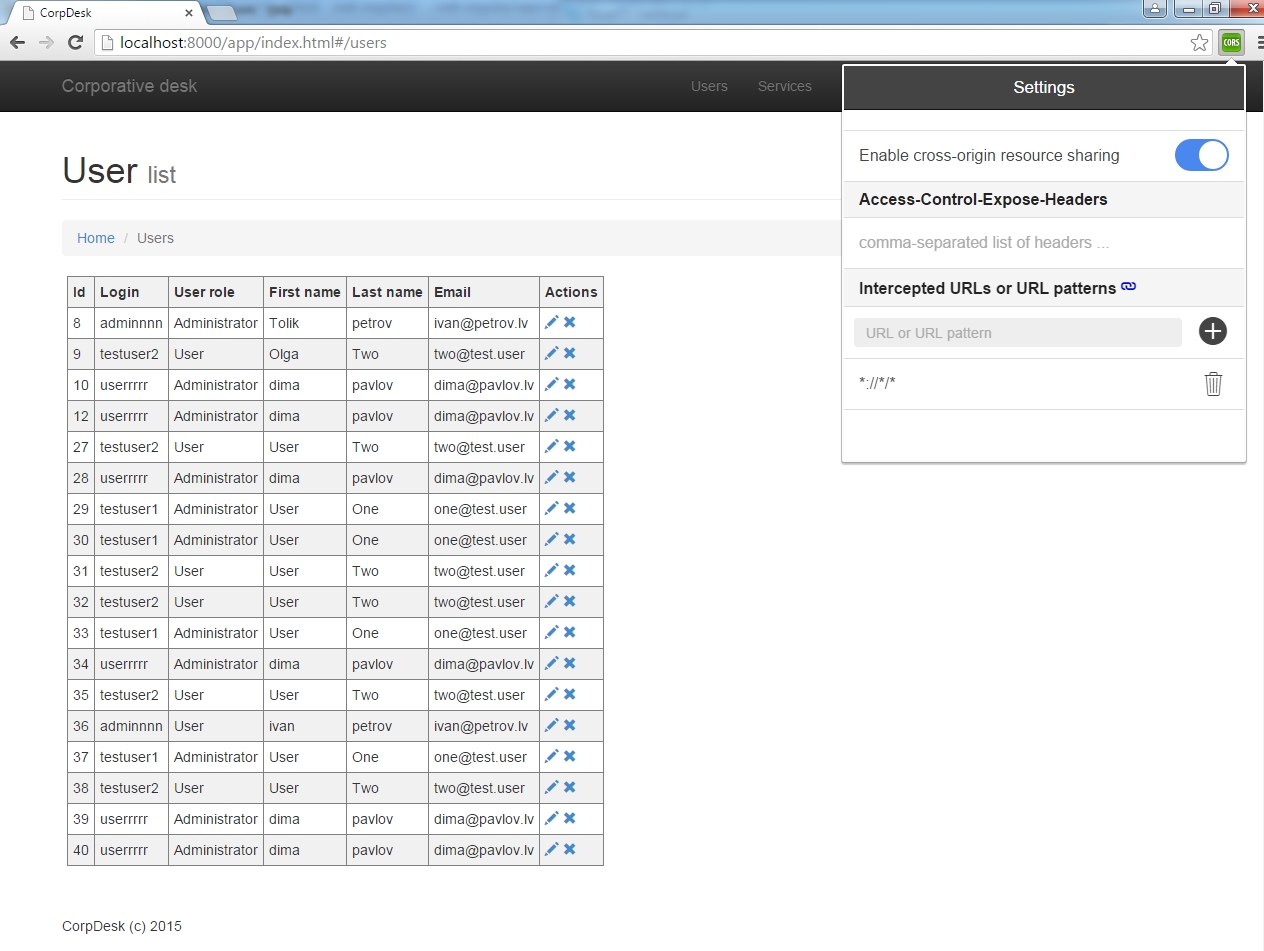 CorpDesk
localhost:8000/app/index.html#/users
CORS
Corporative desk
Users Services
Settings
Enable cross-origin resource sharing
Access-Control-Expose-Headers
comma-separated list of headers ...
Intercepted URLs or URL patterns
URL or URL pattern
*://*/*
User list
Home / Users
Id Login User role First name Last name Email Actions
8 adminnnn Administrator Tolik petrov ivan@petrov.lv
9 testuser2 User Olga Two two@test.user
10 userrrrr Administrator dima pavlov dima@pavlov.lv
12 userrrrr Administrator dima pavlov dima@pavlov.lv
27 testuser2 User User Two two@test.user
28 userrrrr Administrator dima pavlov dima@pavlov.lv
29 testuser1 Administrator User One one@test.user
30 testuser1 Administrator User One one@test.user
31 testuser2 User User Two two@test.user
32 testuser2 User User Two two@test.user
33 testuser1 Administrator User One one@test.user
34 userrrrr Administrator dima pavlov dima@pavlov.lv
35 testuser2 User User Two two@test.user
36 adminnnn User ivan petrov ivan@petrov.lv
37 testuser1 Administrator User One one@test.user
38 testuser2 User User Two two@test.user
39 userrrrr Administrator dima pavlov dima@pavlov.lv
40 userrrrr Administrator dima pavlov dima@pavlov.lv
CorpDesk (c) 2015